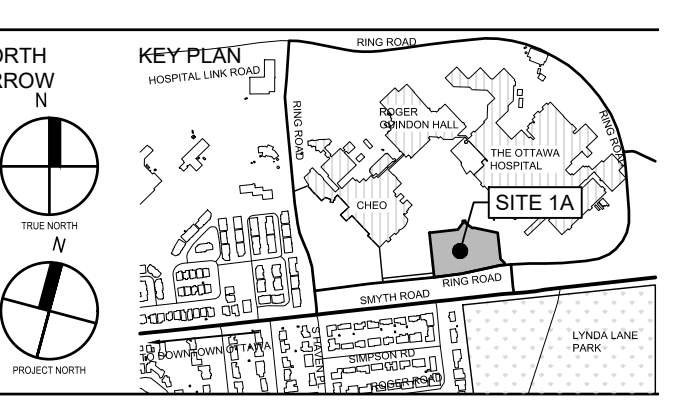 ORTH
RROW
N
TRUE NORTH
N
PROJECT NORTH
KEY PLAN
HOSPITAL LINK ROAD
RING ROAD
RING ROAD
ROGER
GUINDON HALL
RING ROAD
THE OTTAWA
HOSPITAL
CHEO
SITE 1A
RING ROAD
SMYTH ROAD
TO DOWNTOWN OTTAWA
SIMPSON RD
ROGER ROAD
LYNDA LANE
PARK